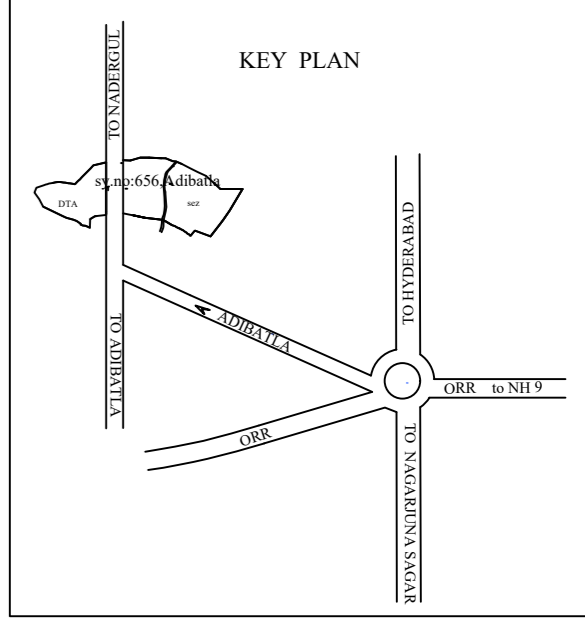 KEY PLAN
TO NADERGUL
sy.no:656,Adibatla
DTA
sez
TO HYDERABAD
TO ADIBATLA
ADIBATLA
ORR to NH 9
ORR
TO NAGARJUNA SAGAR